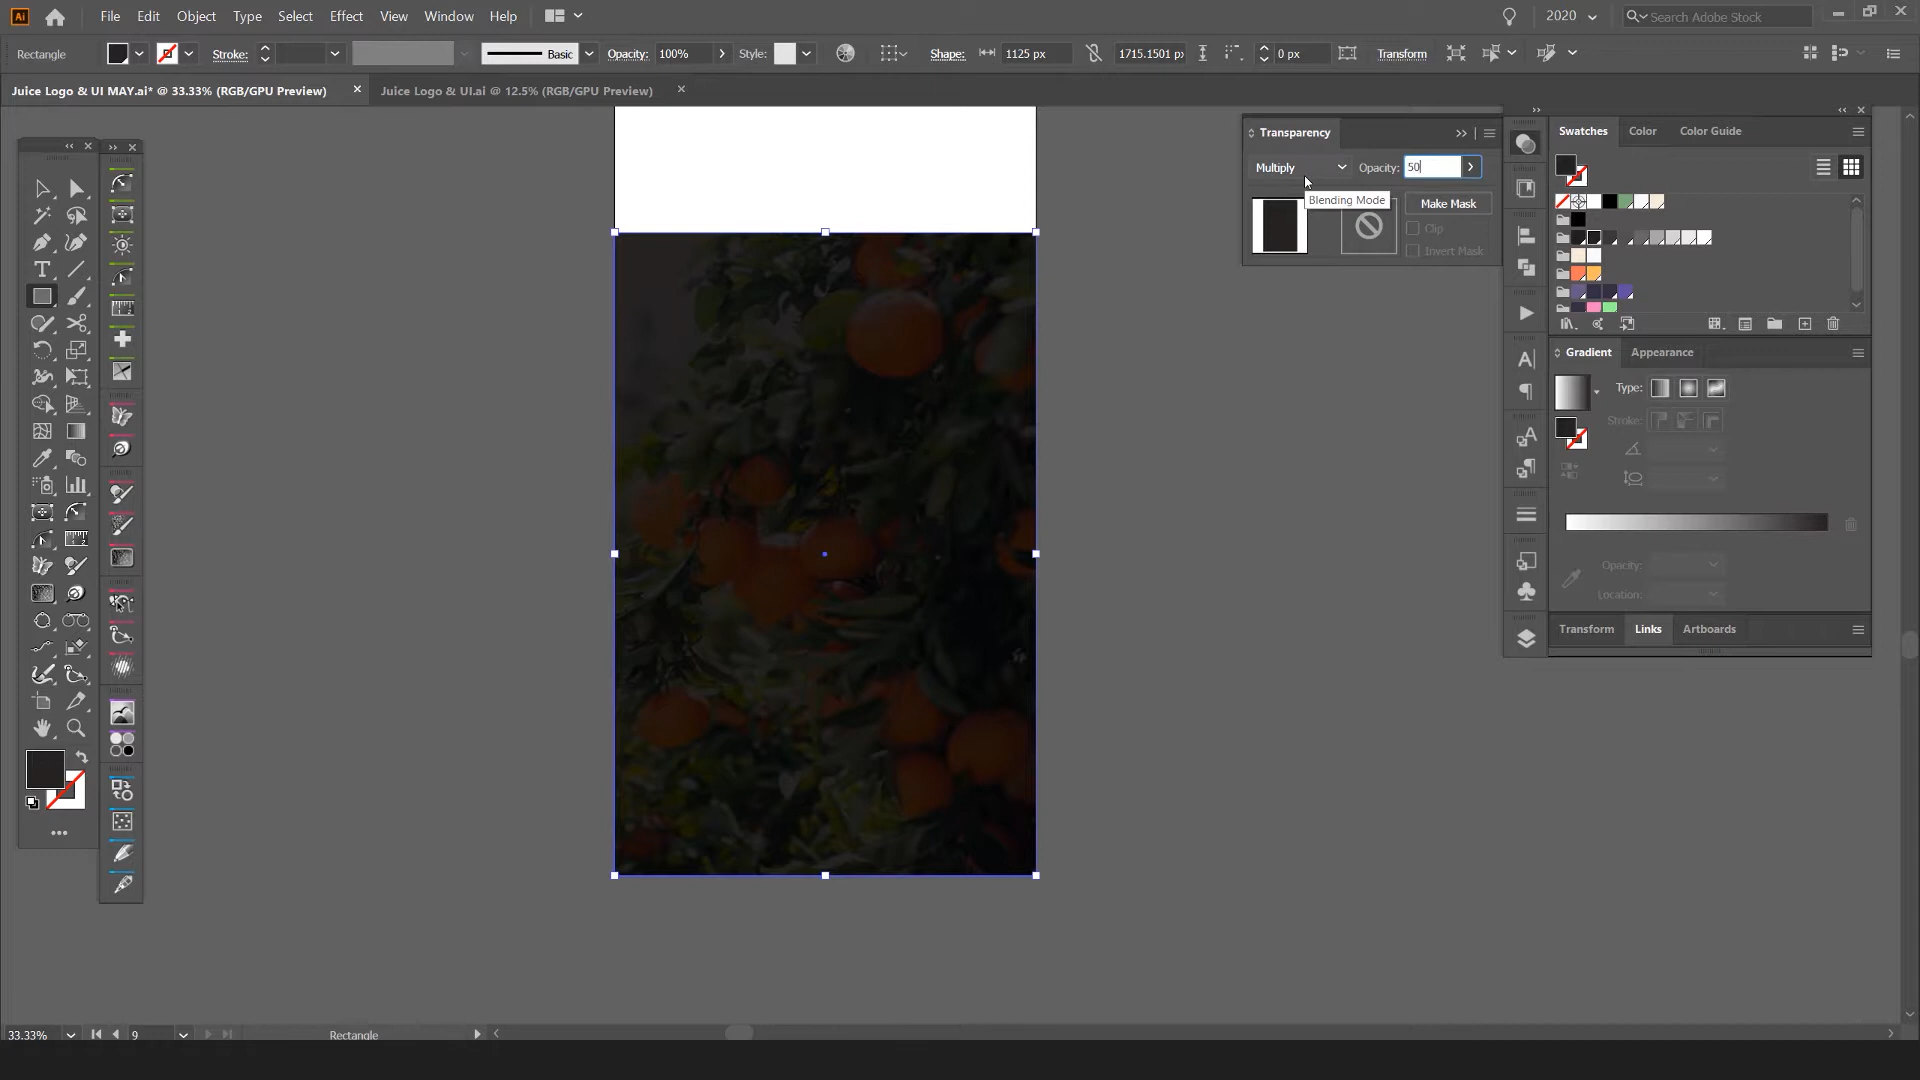 Ai File Edit Object Type Select Effect View Window Help 2020 Search Adobe Stock
Rectangle Stroke: Basic Opacity: 100% Style: Shape: 1125 px 1715.1501 px 0 px Transform
Juice Logo & UI MAY.ai* @ 33.33% (RGB/GPU Preview) Juice Logo & UI.ai @ 12.5% (RGB/GPU Preview)
Transparency
Multiply Opacity: 50
Blending Mode Make Mask
Clip
Invert Mask
Swatches Color Color Guide
Gradient Appearance
Type:
Stroke:
Opacity:
Location:
Transform Links Artboards
33.33% 9 Rectangle